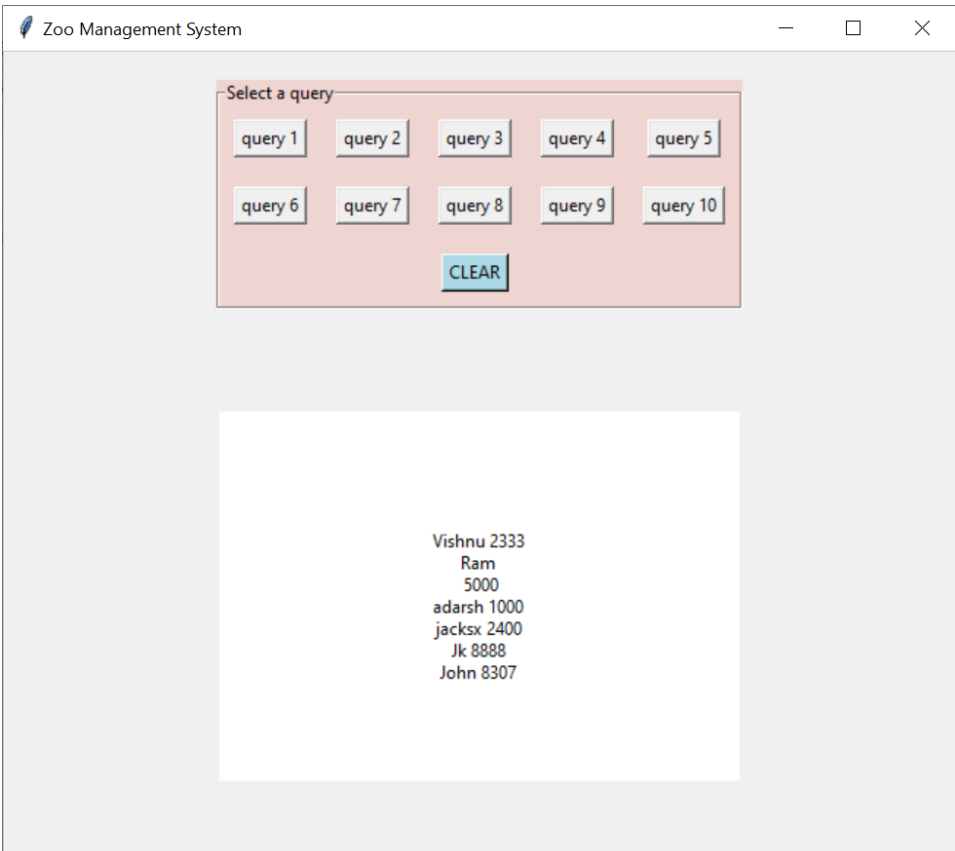 Zoo Management System
Select a query
query 1 query 2 query 3 query 4 query 5
query 6 query 7 query 8 query 9 query 10
CLEAR
Vishnu 2333
Ram
5000
adarsh 1000
jacksx 2400
Jk 8888
John 8307